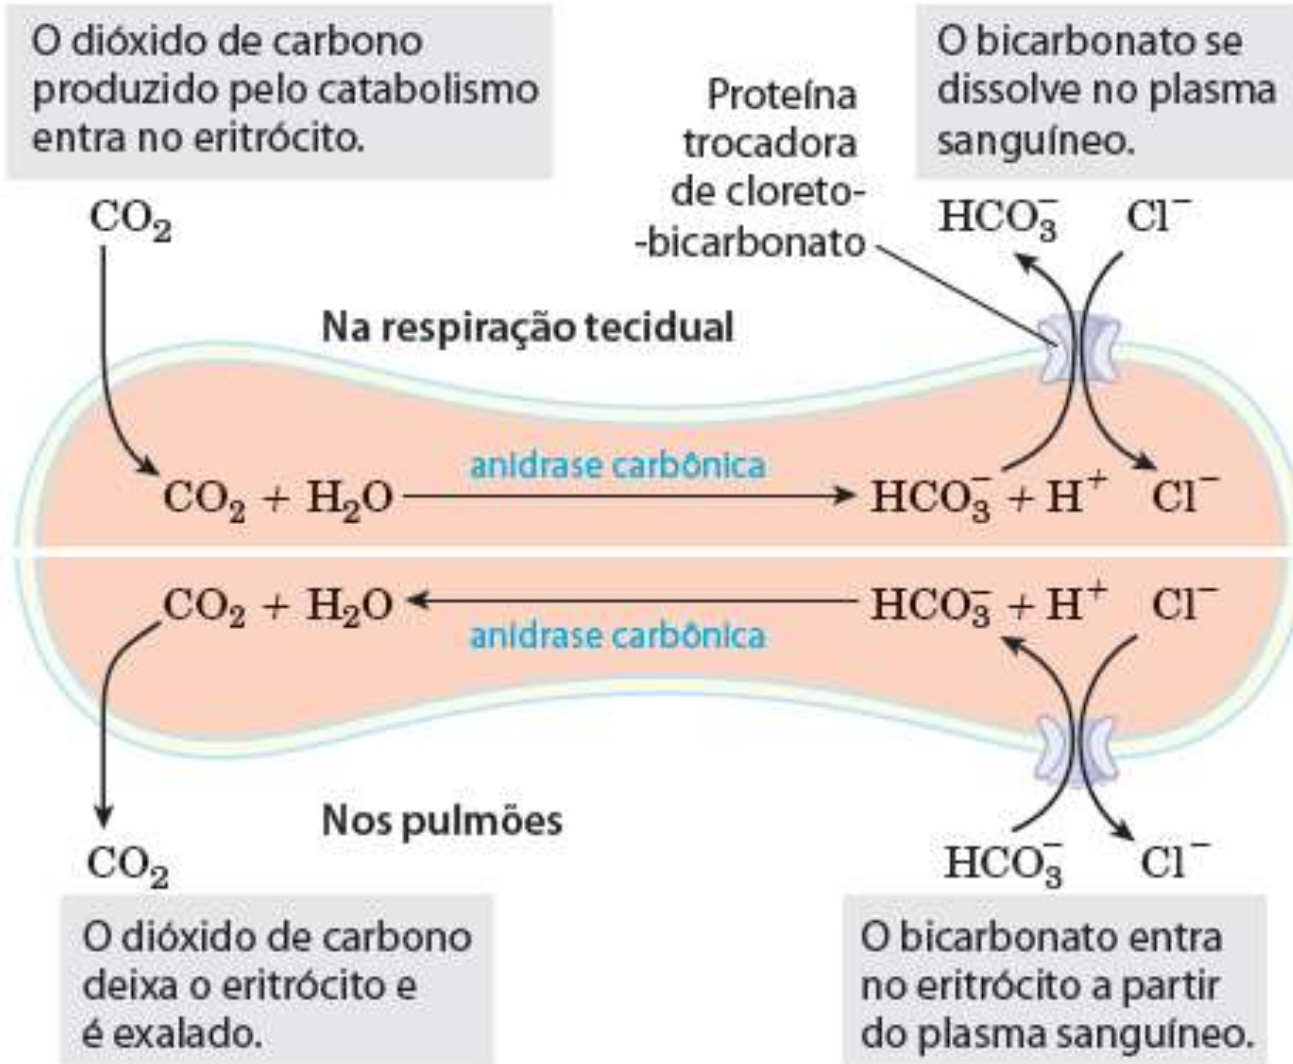 O dióxido de carbono
produzido pelo catabolismo
entra no eritrócito.
Proteína
trocadora
de cloreto-
-bicarbonato
O bicarbonato se
dissolve no plasma
sanguíneo.
CO₂
HCO₃⁻ Cl⁻
Na respiração tecidual
anidrase carbônica
CO₂ + H₂O HCO₃⁻ + H⁺ Cl⁻
CO₂ + H₂O HCO₃⁻ + H⁺ Cl⁻
anidrase carbônica
Nos pulmões
CO₂
HCO₃⁻ Cl⁻
O dióxido de carbono
deixa o eritrócito e
é exalado.
O bicarbonato entra
no eritrócito a partir
do plasma sanguíneo.